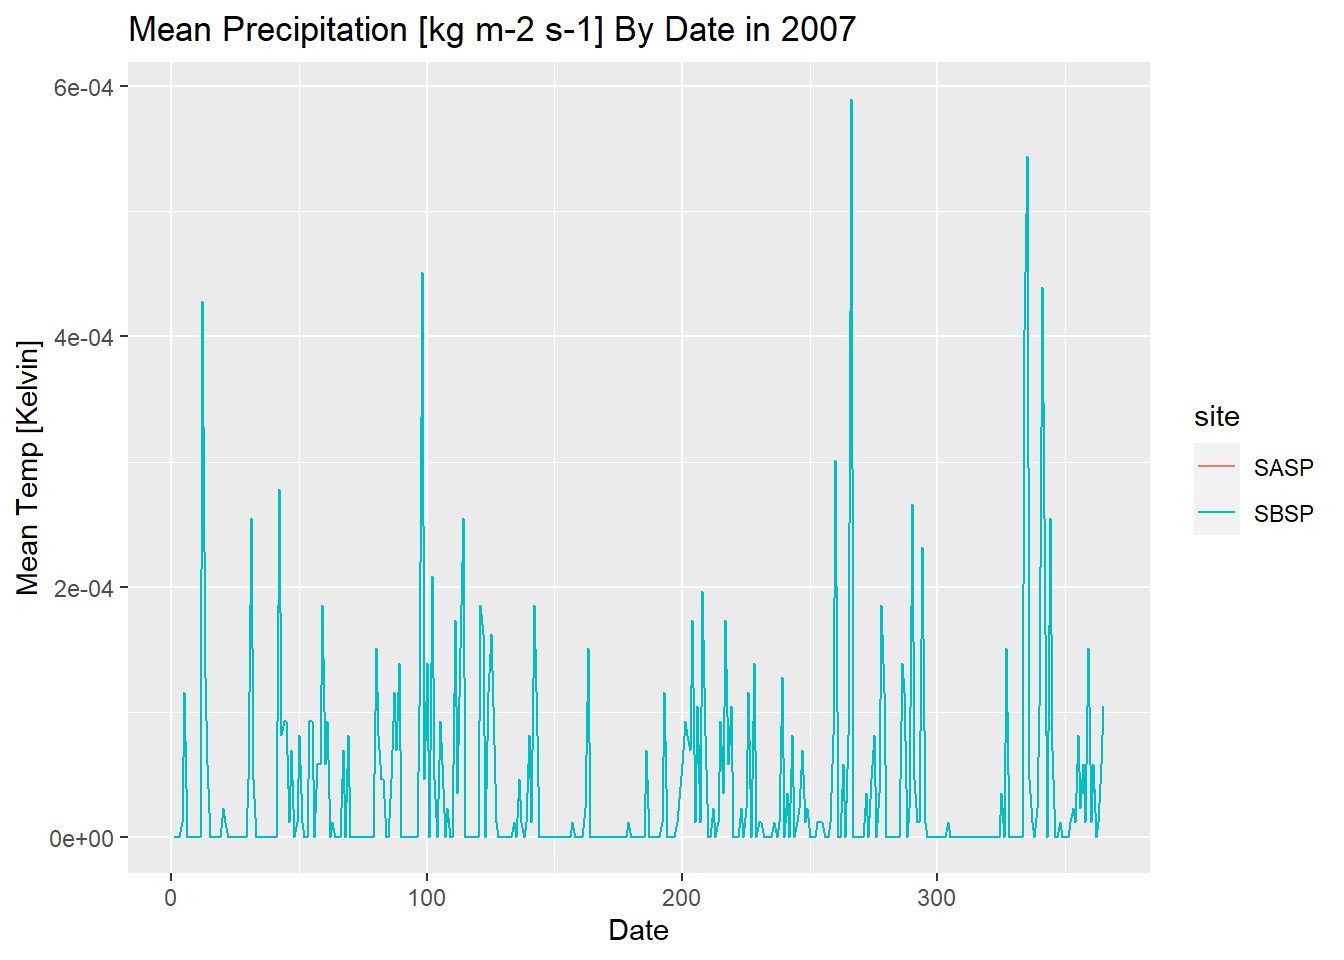 Mean Precipitation [kg m-2 s-1] By Date in 2007
6e-04
4e-04
2e-04
0e+00
Mean Temp [Kelvin]
0
100
200
300
Date
site
SASP
SBSP